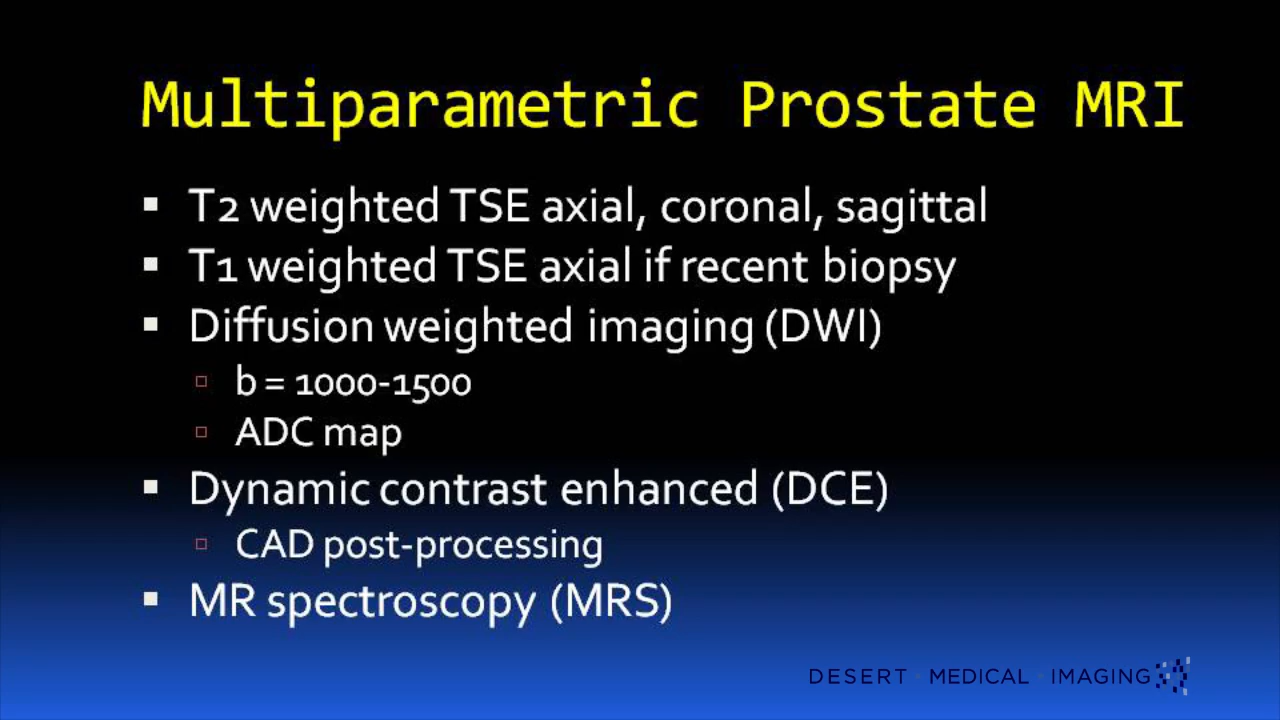 Multiparametric Prostate MRI
▪ T2 weighted TSE axial, coronal, sagittal
▪ T1 weighted TSE axial if recent biopsy
▪ Diffusion weighted imaging (DWI)
▫ b = 1000-1500
▫ ADC map
▪ Dynamic contrast enhanced (DCE)
▫ CAD post-processing
▪ MR spectroscopy (MRS)
DESERT • MEDICAL • IMAGING